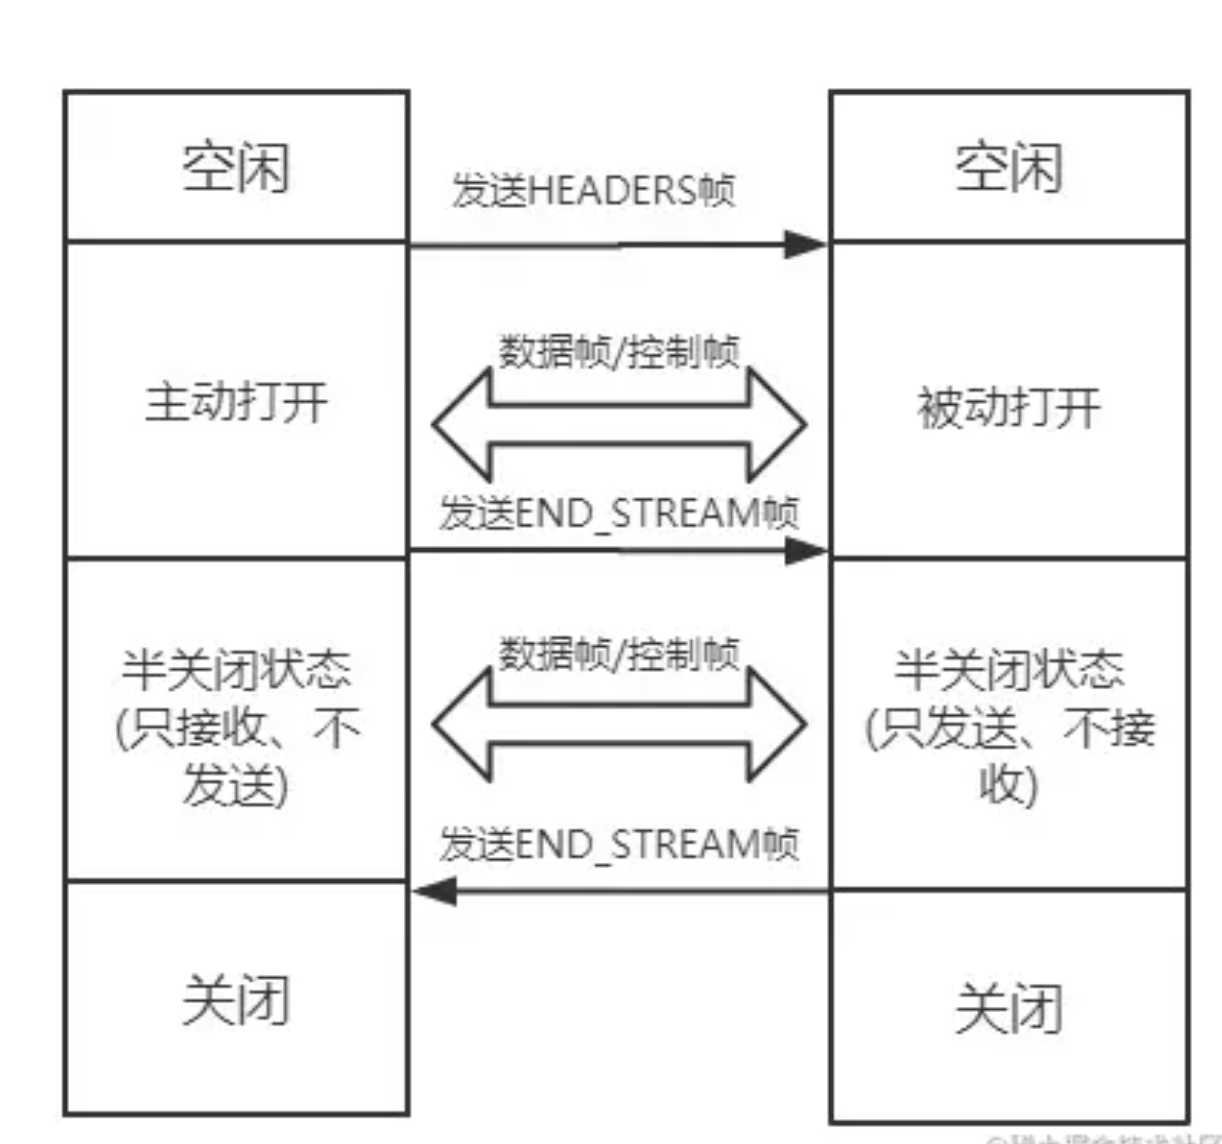 空闲
空闲
发送HEADERS帧
数据帧/控制帧
主动打开
被动打开
发送END_STREAM帧
数据帧/控制帧
半关闭状态
(只接收、不
发送)
半关闭状态
(只发送、不接
收)
发送END_STREAM帧
关闭
关闭